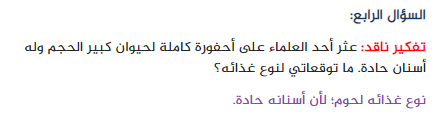 السؤال الرابع:
تفكير ناقد: عثر أحد العلماء على أحفورة كاملة لحيوان كبير الحجم وله
أسنان حادة. ما توقعاتي لنوع غذائه؟
نوع غذائه لحوم؛ لأن أسنانه حادة.